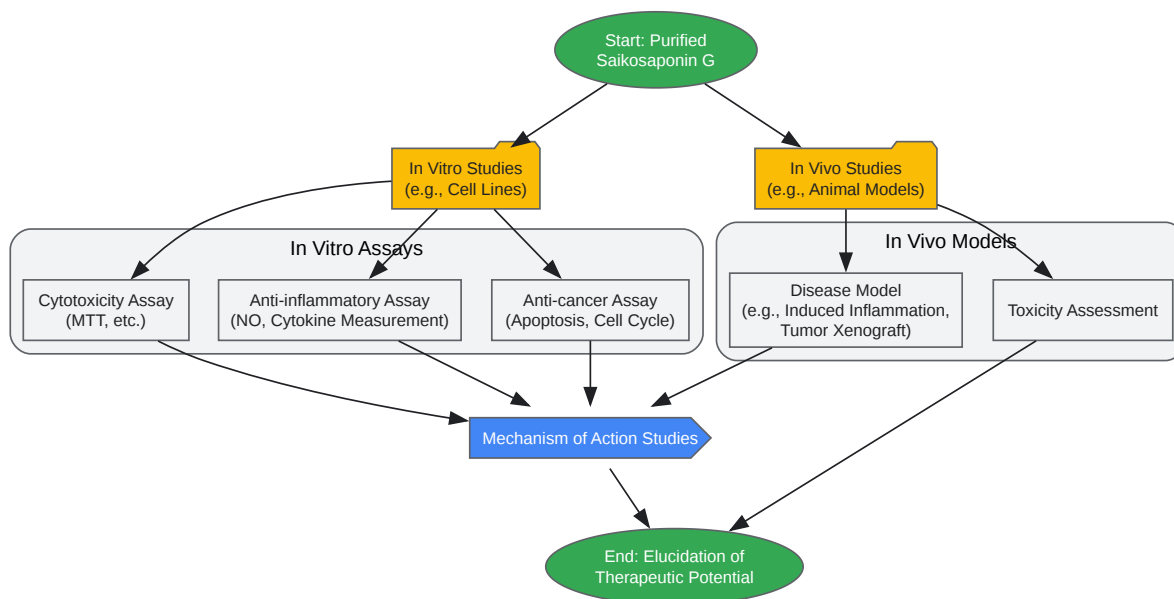 Start: Purified
Saikosaponin G
In Vitro Studies
(e.g., Cell Lines)
In Vivo Studies
(e.g., Animal Models)
In Vitro Assays
In Vivo Models
Cytotoxicity Assay
(MTT, etc.)
Anti-inflammatory Assay
(NO, Cytokine Measurement)
Anti-cancer Assay
(Apoptosis, Cell Cycle)
Disease Model
(e.g., Induced Inflammation,
Tumor Xenograft)
Toxicity Assessment
Mechanism of Action Studies
End: Elucidation of
Therapeutic Potential